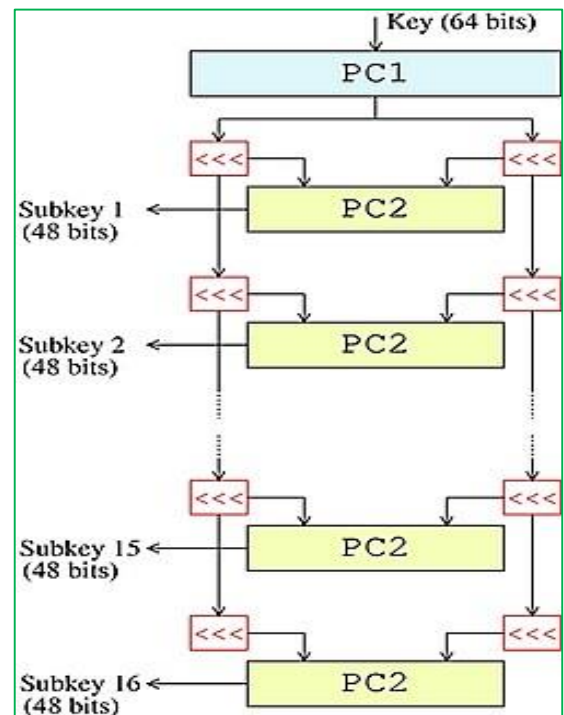 Key (64 bits)
PC1
<<< <<<
PC2
Subkey 1
(48 bits)
<<< <<<
PC2
Subkey 2
(48 bits)
<<< <<<
PC2
Subkey 15
(48 bits)
<<< <<<
PC2
Subkey 16
(48 bits)